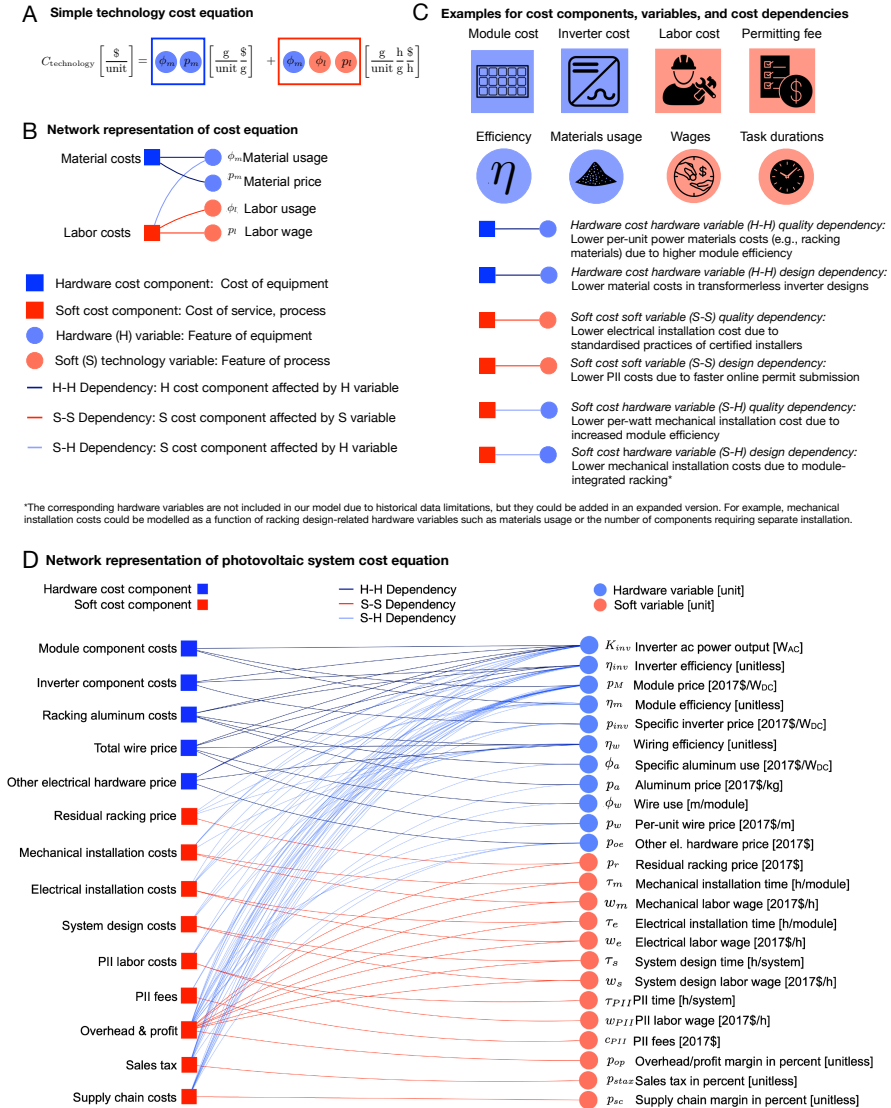 A Simple technology cost equation
C_technology [$/unit] = ϕ_m p_m [g/unit $/g] + ϕ_m ϕ_l p_l [g/unit h/g $/h]
B Network representation of cost equation
Material costs
Labor costs
ϕ_m Material usage
p_m Material price
ϕ_l Labor usage
p_l Labor wage
Hardware cost component: Cost of equipment
Soft cost component: Cost of service, process
Hardware (H) variable: Feature of equipment
Soft (S) technology variable: Feature of process
H-H Dependency: H cost component affected by H variable
S-S Dependency: S cost component affected by S variable
S-H Dependency: S cost component affected by H variable
C Examples for cost components, variables, and cost dependencies
Module cost Inverter cost Labor cost Permitting fee
$
Efficiency Materials usage Wages Task durations
η
$
Hardware cost hardware variable (H-H) quality dependency:
Lower per-unit power materials costs (e.g., racking
materials) due to higher module efficiency
Hardware cost hardware variable (H-H) design dependency:
Lower material costs in transformerless inverter designs
Soft cost soft variable (S-S) quality dependency:
Lower electrical installation cost due to
standardised practices of certified installers
Soft cost soft variable (S-S) design dependency:
Lower PII costs due to faster online permit submission
Soft cost hardware variable (S-H) quality dependency:
Lower per-watt mechanical installation cost due to
increased module efficiency
Soft cost hardware variable (S-H) design dependency:
Lower mechanical installation costs due to module-
integrated racking*
*The corresponding hardware variables are not included in our model due to historical data limitations, but they could be added in an expanded version. For example, mechanical
installation costs could be modelled as a function of racking design-related hardware variables such as materials usage or the number of components requiring separate installation.
D Network representation of photovoltaic system cost equation
Hardware cost component
Soft cost component
H-H Dependency
S-S Dependency
S-H Dependency
Hardware variable [unit]
Soft variable [unit]
Module component costs
Inverter component costs
Racking aluminum costs
Total wire price
Other electrical hardware price
Residual racking price
Mechanical installation costs
Electrical installation costs
System design costs
PII labor costs
PII fees
Overhead & profit
Sales tax
Supply chain costs
K_inv Inverter ac power output [W_AC]
η_inv Inverter efficiency [unitless]
p_M Module price [2017$/W_DC]
η_m Module efficiency [unitless]
p_inv Specific inverter price [2017$/W_DC]
η_w Wiring efficiency [unitless]
ϕ_a Specific aluminum use [2017$/W_DC]
p_a Aluminum price [2017$/kg]
ϕ_w Wire use [m/module]
p_w Per-unit wire price [2017$/m]
p_oe Other el. hardware price [2017$]
p_r Residual racking price [2017$]
τ_m Mechanical installation time [h/module]
w_m Mechanical labor wage [2017$/h]
τ_e Electrical installation time [h/module]
w_e Electrical labor wage [2017$/h]
τ_s System design time [h/system]
w_s System design labor wage [2017$/h]
τ_PII PII time [h/system]
w_PII PII labor wage [2017$/h]
c_PII PII fees [2017$]
p_op Overhead/profit margin in percent [unitless]
p_stax Sales tax in percent [unitless]
p_sc Supply chain margin in percent [unitless]